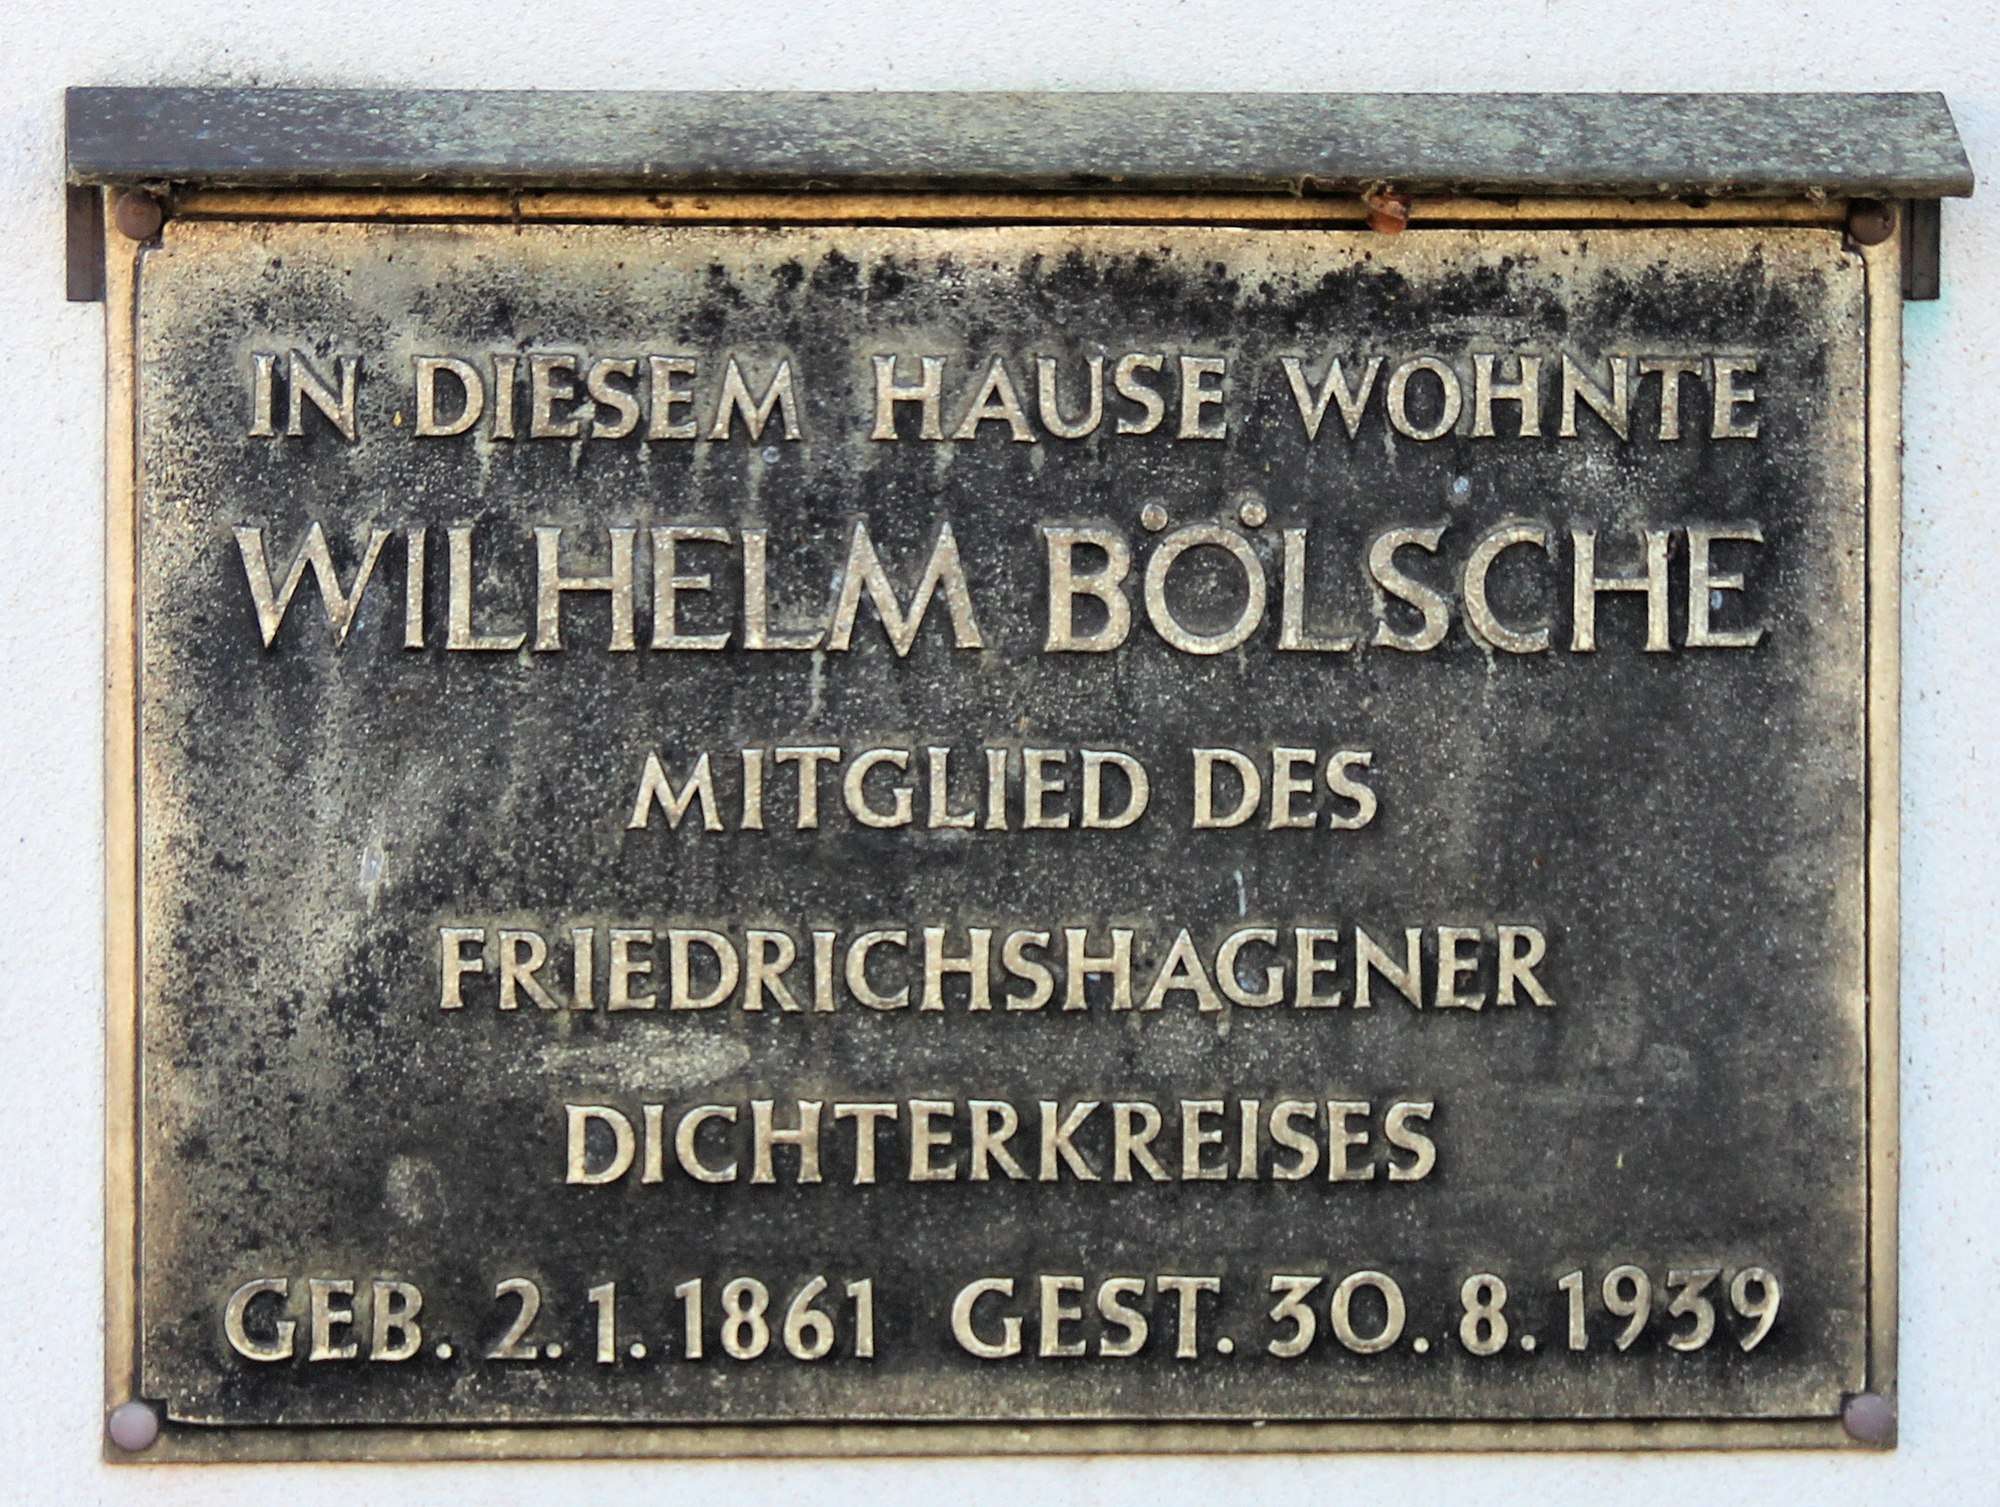 IN DIESEM HAUSE WOHNTE
WILHELM BÖLSCHE
MITGLIED DES
FRIEDRICHSHAGENER
DICHTERKREISES
GEB. 2.1.1861 GEST. 30.8.1939